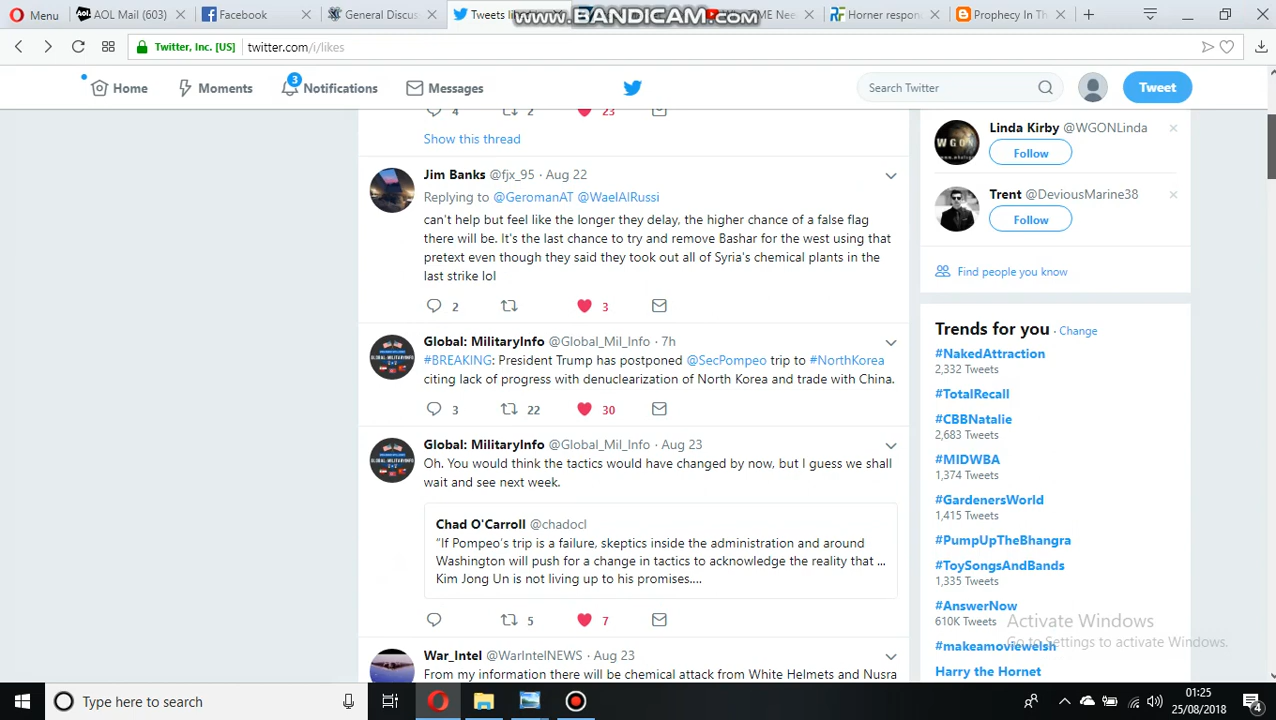 Menu
AOL Mail (603)
Facebook
General Discus
Tweets li
www.BANDICAM.com
ME Nee
Horner respon
Prophecy In Th
Twitter, Inc. [US]
twitter.com/i/likes
Home
Moments
3
Notifications
Messages
Search Twitter
Tweet
4
2
23
Show this thread
Jim Banks @fjx_95 · Aug 22
Replying to @GeromanAT @WaelAlRussi
can't help but feel like the longer they delay, the higher chance of a false flag
there will be. It's the last chance to try and remove Bashar for the west using that
pretext even though they said they took out all of Syria's chemical plants in the
last strike lol
2
3
Global: MilitaryInfo @Global_Mil_Info · 7h
#BREAKING: President Trump has postponed @SecPompeo trip to #NorthKorea
citing lack of progress with denuclearization of North Korea and trade with China.
3
22
30
Global: MilitaryInfo @Global_Mil_Info · Aug 23
Oh. You would think the tactics would have changed by now, but I guess we shall
wait and see next week.
Chad O'Carroll @chadocl
"If Pompeo's trip is a failure, skeptics inside the administration and around
Washington will push for a change in tactics to acknowledge the reality that ...
Kim Jong Un is not living up to his promises....
5
7
War_Intel @WarIntelNEWS · Aug 23
From my information there will be chemical attack from White Helmets and Nusra
WGON
Linda Kirby @WGONLinda
Follow
Trent @DeviousMarine38
Follow
Find people you know
Trends for you · Change
#NakedAttraction
2,332 Tweets
#TotalRecall
#CBBNatalie
2,683 Tweets
#MIDWBA
1,374 Tweets
#GardenersWorld
1,415 Tweets
#PumpUpTheBhangra
#ToySongsAndBands
1,335 Tweets
#AnswerNow
610K Tweets
#makeamoviewelsh
Harry the Hornet
Activate Windows
Go to Settings to activate Windows.
Type here to search
01:25
25/08/2018
4